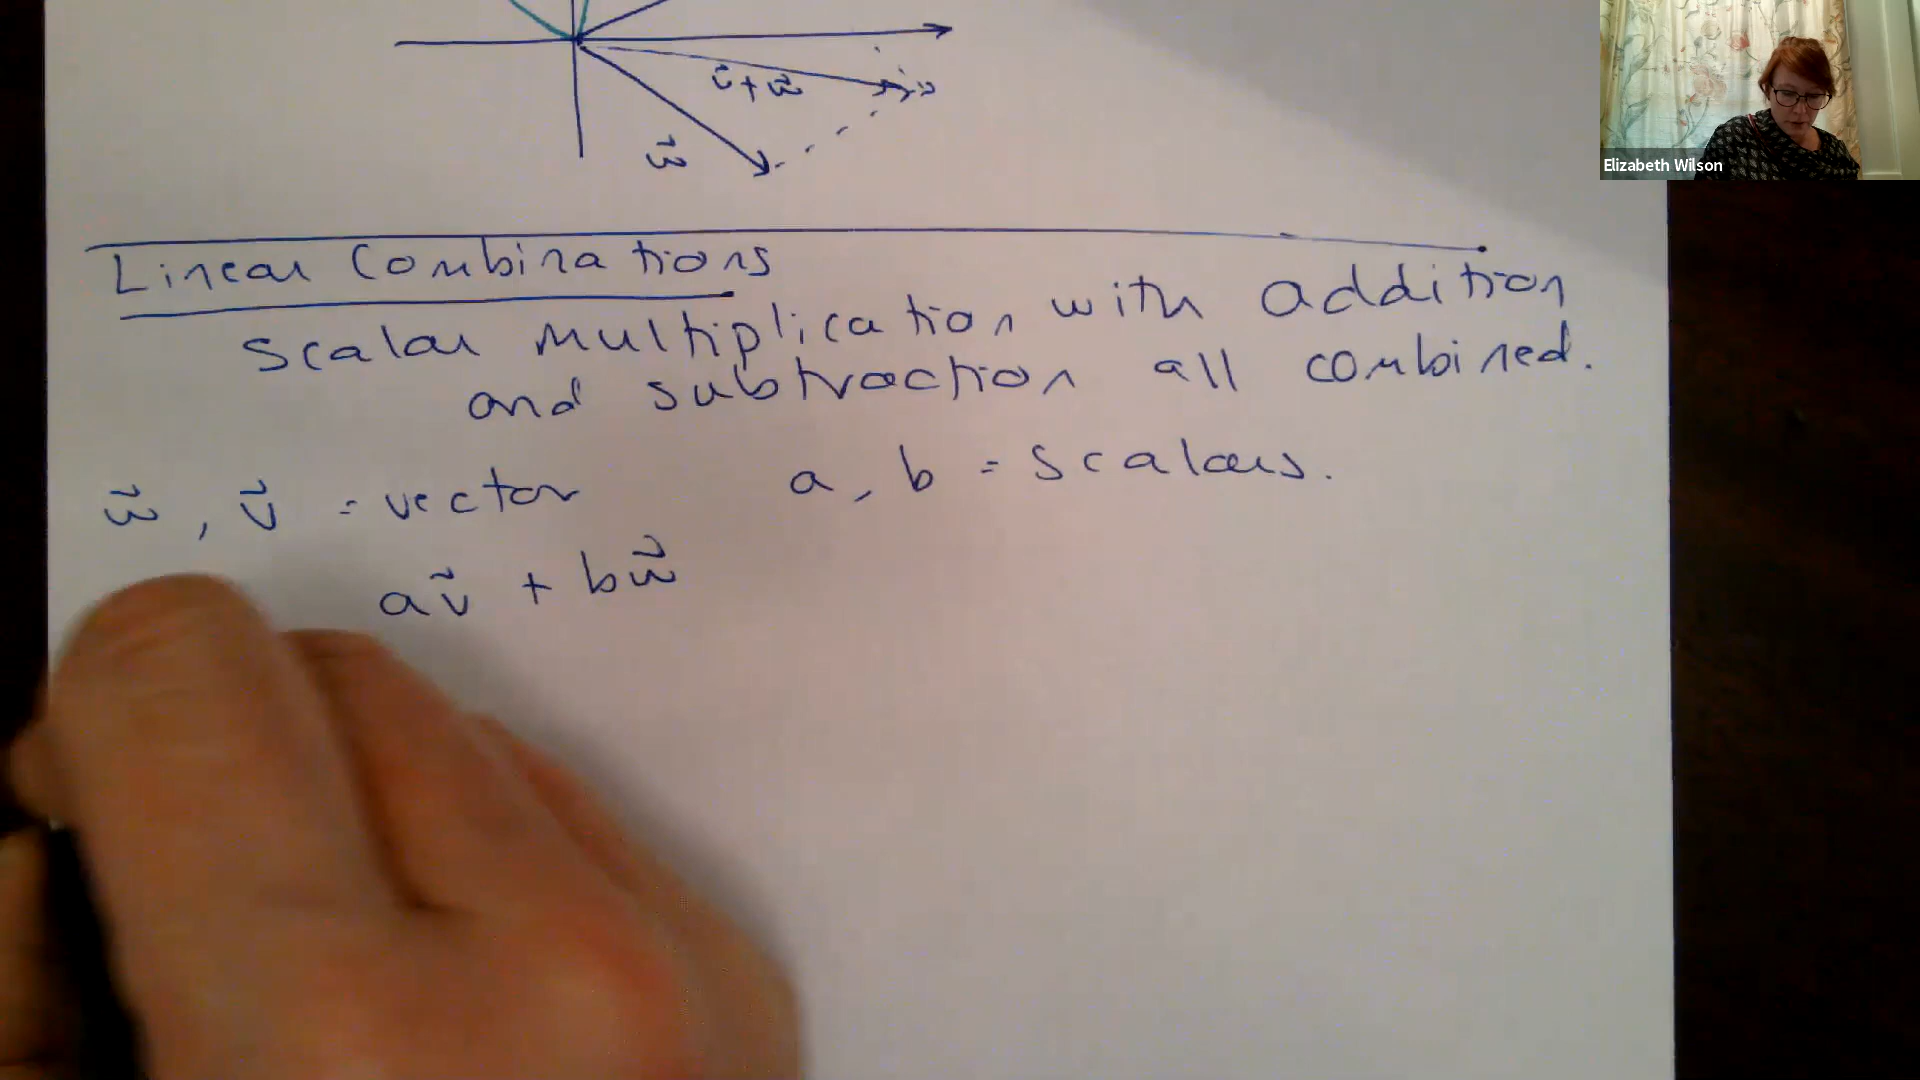 v⃗ + w⃗
w⃗
Elizabeth Wilson
Linear Combinations
scalar multiplication with addition
and subtraction all combined.
w⃗, v⃗ = vector a, b = scalars.
av⃗ + bw⃗